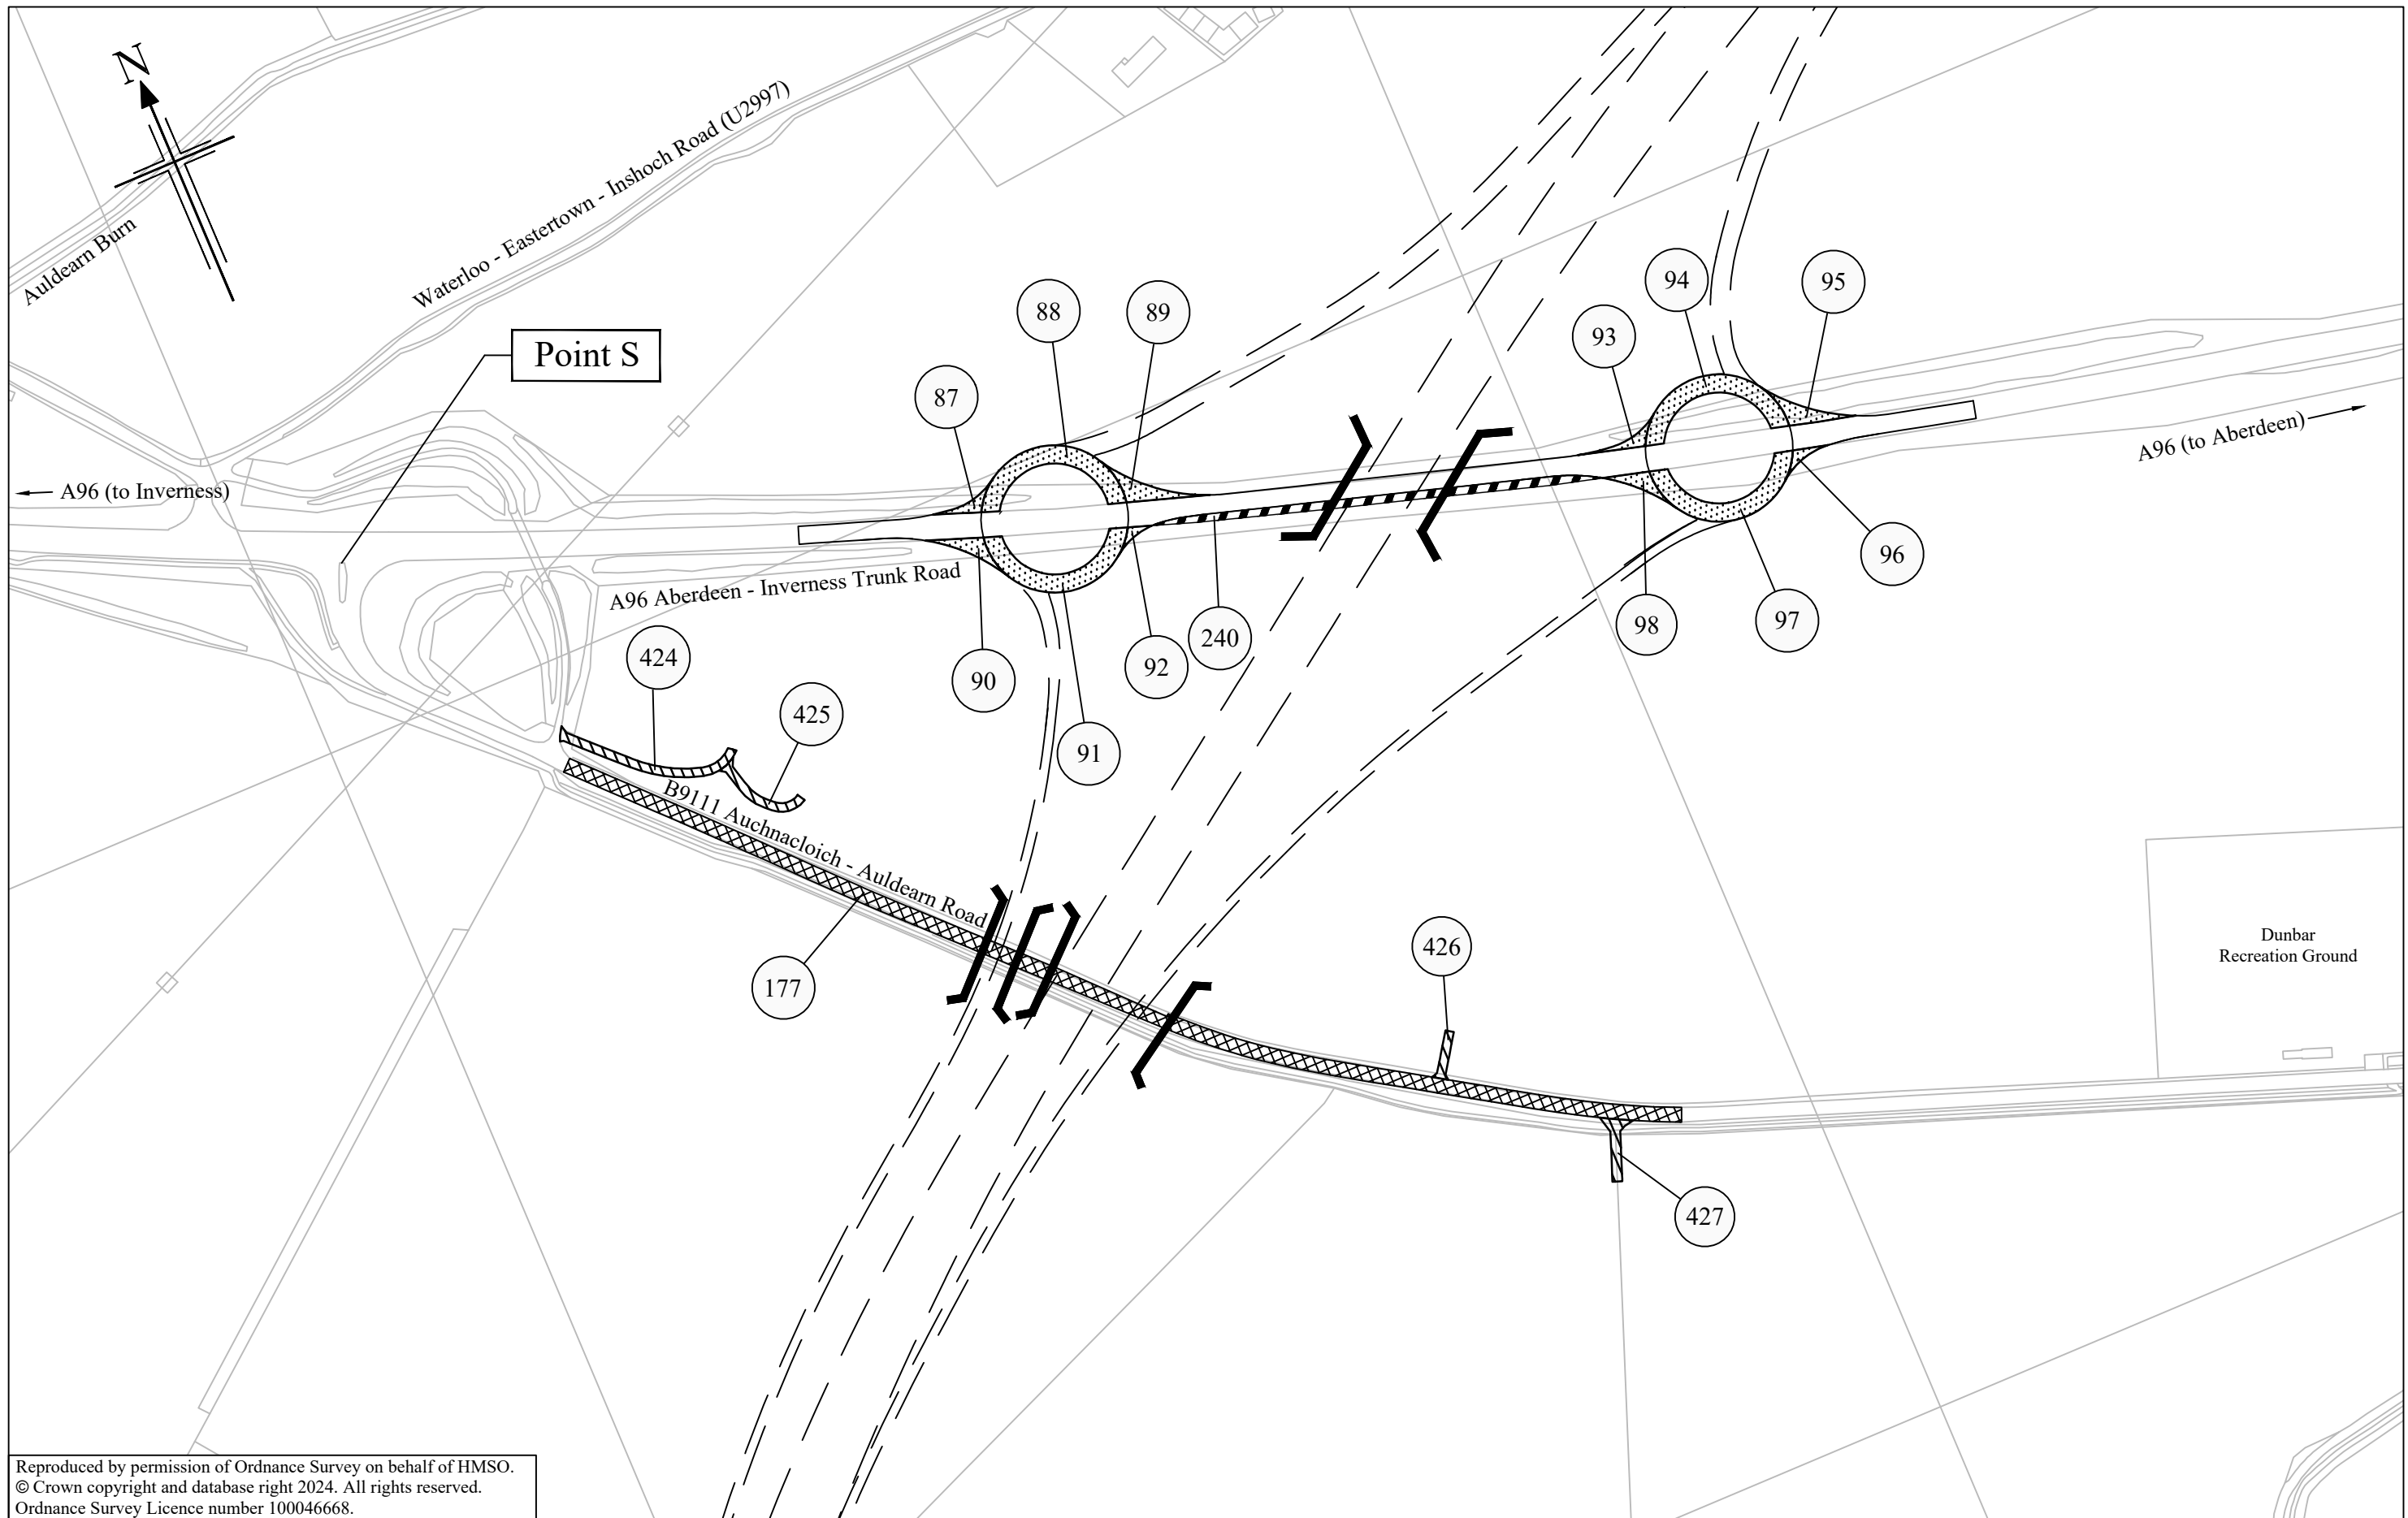 N
Auldearn Burn
Waterloo - Eastertown - Inshoch Road (U2997)
Point S
94
95
88
89
93
87
A96 (to Aberdeen)
A96 (to Inverness)
96
A96 Aberdeen - Inverness Trunk Road
97
98
240
424
92
90
425
91
B9111 Auchnacloich - Auldearn Road
Dunbar
Recreation Ground
426
177
427
Reproduced by permission of Ordnance Survey on behalf of HMSO.
© Crown copyright and database right 2024. All rights reserved.
Ordnance Survey Licence number 100046668.